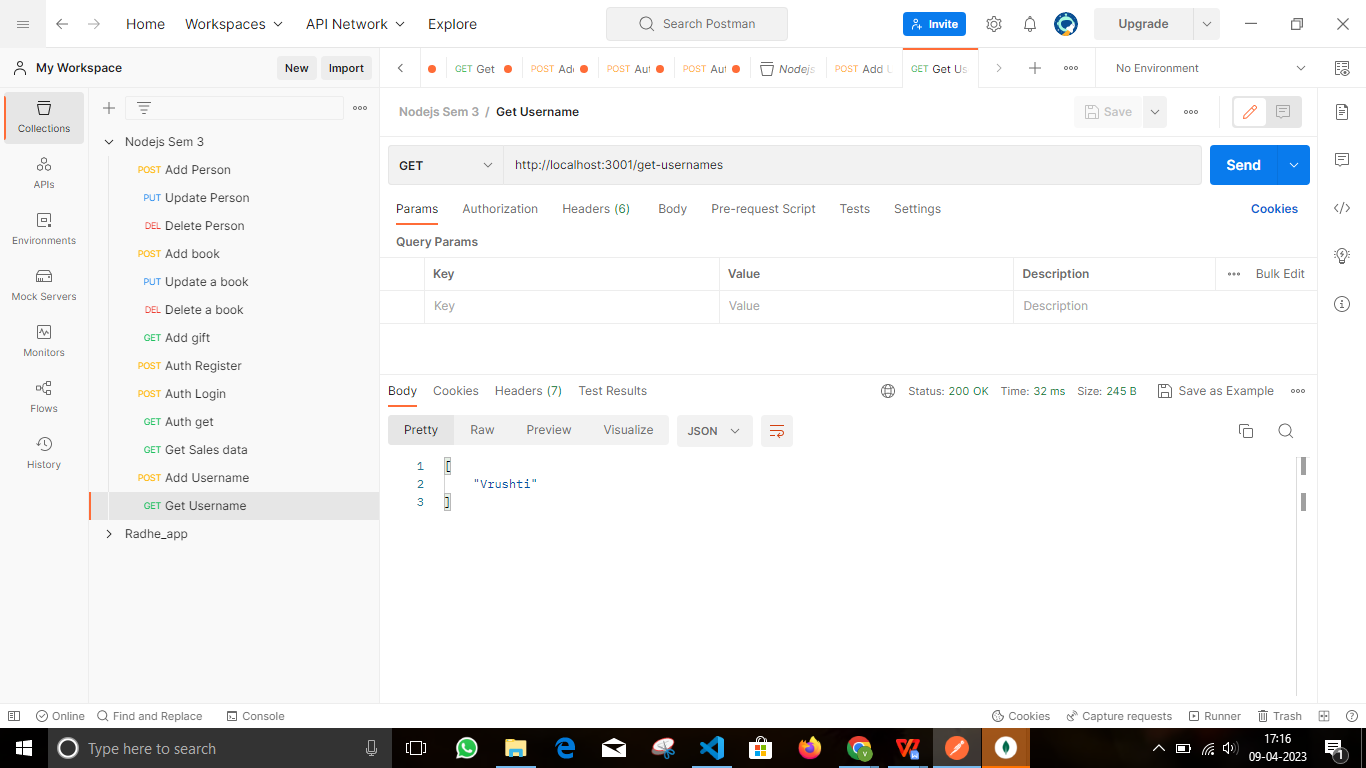 Home
Workspaces
API Network
Explore
Search Postman
Invite
Upgrade
My Workspace
New
Import
GET Get
POST Add
POST Aut
POST Aut
Nodejs
POST Add U
GET Get Us
No Environment
Collections
APIs
Environments
Mock Servers
Monitors
Flows
History
Nodejs Sem 3
POST Add Person
PUT Update Person
DEL Delete Person
POST Add book
PUT Update a book
DEL Delete a book
GET Add gift
POST Auth Register
POST Auth Login
GET Auth get
GET Get Sales data
POST Add Username
GET Get Username
Radhe_app
Nodejs Sem 3 / Get Username
Save
GET
http://localhost:3001/get-usernames
Send
Params Authorization Headers (6) Body Pre-request Script Tests Settings
Cookies
Query Params
Key Value Description Bulk Edit
Key Value Description
Body Cookies Headers (7) Test Results
Status: 200 OK Time: 32 ms Size: 245 B Save as Example
Pretty Raw Preview Visualize JSON
1 [
2 "Vrushti"
3 ]
Online Find and Replace Console
Cookies Capture requests Runner Trash
Type here to search
17:16
09-04-2023
1